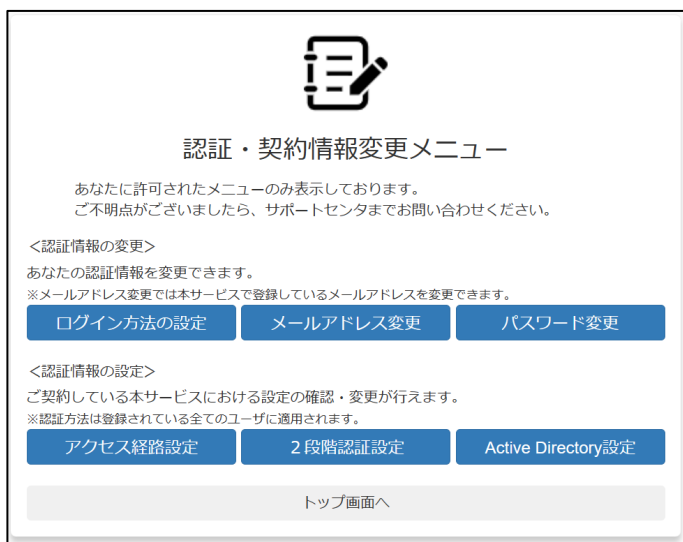 認証・契約情報変更メニュー
あなたに許可されたメニューのみ表示しております。
ご不明点がございましたら、サポートセンタまでお問い合わせください。
＜認証情報の変更＞
あなたの認証情報を変更できます。
※メールアドレス変更では本サービスで登録しているメールアドレスを変更できます。
ログイン方法の設定 メールアドレス変更 パスワード変更
＜認証情報の設定＞
ご契約している本サービスにおける設定の確認・変更が行えます。
※認証方法は登録されている全てのユーザに適用されます。
アクセス経路設定 ２段階認証設定 Active Directory設定
トップ画面へ